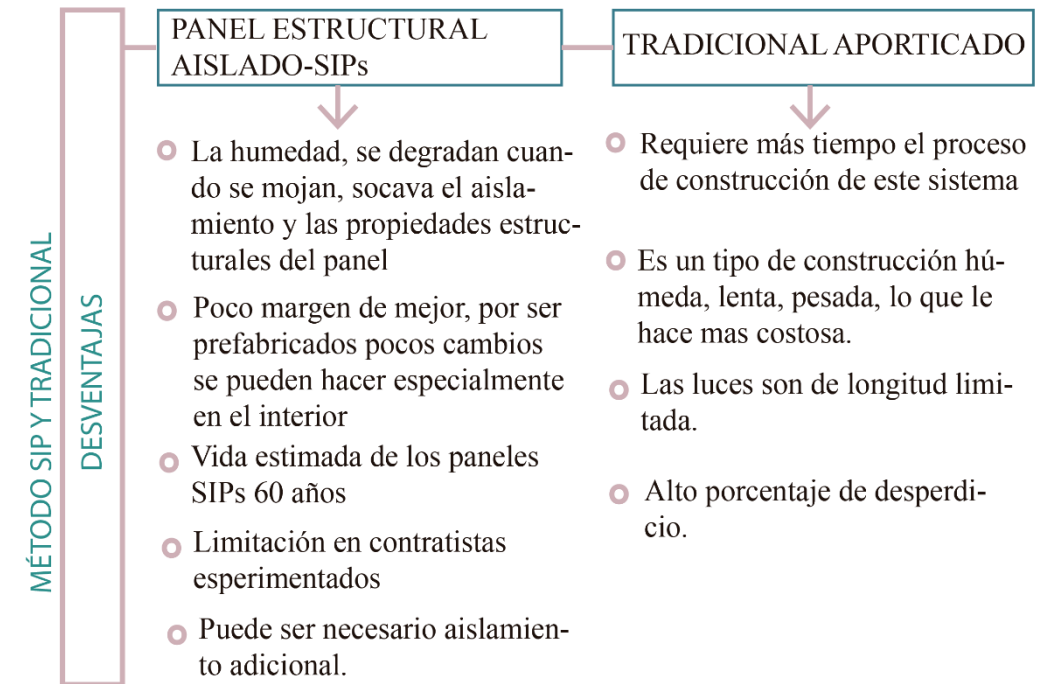 MÉTODO SIP Y TRADICIONAL
DESVENTAJAS
PANEL ESTRUCTURAL
AISLADO-SIPs
La humedad, se degradan cuan-
do se mojan, socava el aisla-
miento y las propiedades estruc-
turales del panel
Poco margen de mejor, por ser
prefabricados pocos cambios
se pueden hacer especialmente
en el interior
Vida estimada de los paneles
SIPs 60 años
Limitación en contratistas
esperimentados
Puede ser necesario aislamien-
to adicional.
TRADICIONAL APORTICADO
Requiere más tiempo el proceso
de construcción de este sistema
Es un tipo de construcción hú-
meda, lenta, pesada, lo que le
hace mas costosa.
Las luces son de longitud limi-
tada.
Alto porcentaje de desperdi-
cio.